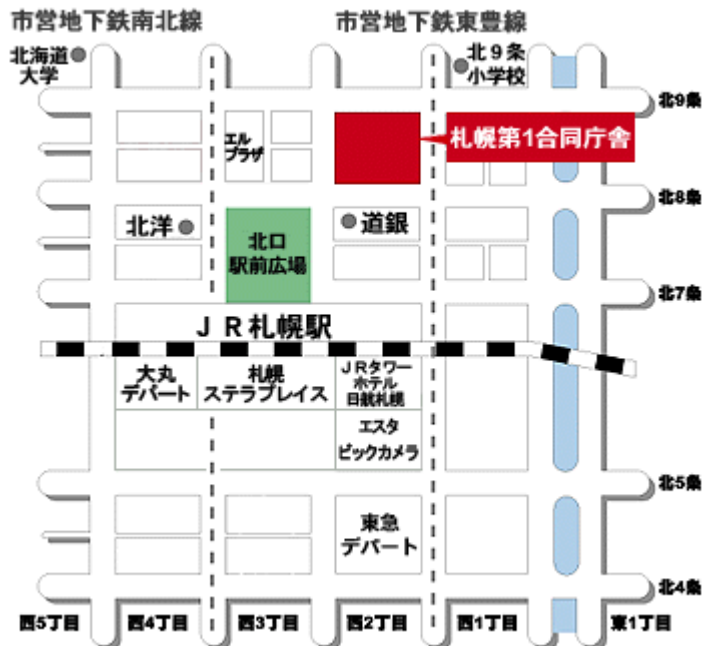 市営地下鉄南北線
市営地下鉄東豊線
北海道
大学
北9条
小学校
北9条
エル
プラザ
札幌第1合同庁舎
北8条
北洋
道銀
北口
駅前広場
北7条
JR札幌駅
大丸
デパート
札幌
ステラプレイス
JRタワー
ホテル
日航札幌
エスタ
ビックカメラ
北5条
東急
デパート
北4条
西5丁目
西4丁目
西3丁目
西2丁目
西1丁目
東1丁目